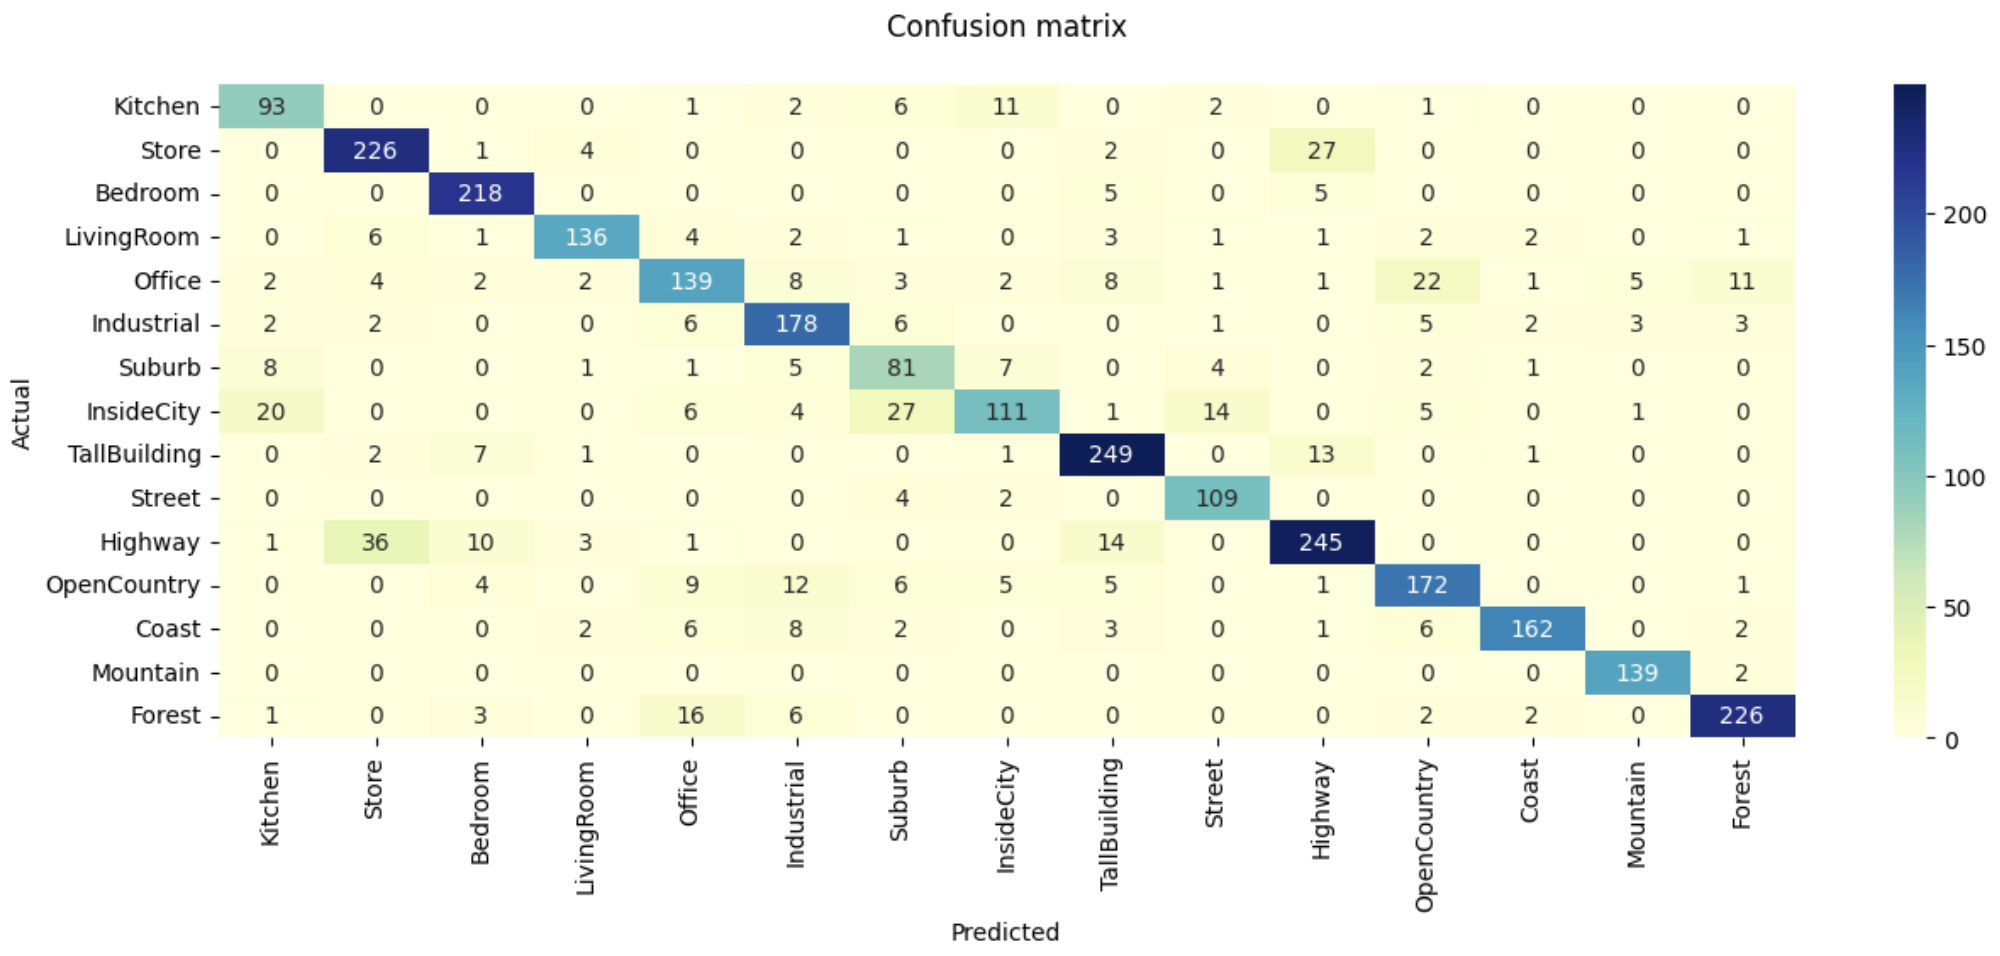 Confusion matrix
Kitchen 93 0 0 0 1 2 6 11 0 2 0 1 0 0 0
Store 0 226 1 4 0 0 0 0 2 0 27 0 0 0 0
Bedroom 0 0 218 0 0 0 0 0 5 0 5 0 0 0 0
LivingRoom 0 6 1 136 4 2 1 0 3 1 1 2 2 0 1
Office 2 4 2 2 139 8 3 2 8 1 1 22 1 5 11
Industrial 2 2 0 0 6 178 6 0 0 1 0 5 2 3 3
Suburb 8 0 0 1 1 5 81 7 0 4 0 2 1 0 0
InsideCity 20 0 0 0 6 4 27 111 1 14 0 5 0 1 0
TallBuilding 0 2 7 1 0 0 0 1 249 0 13 0 1 0 0
Street 0 0 0 0 0 0 4 2 0 109 0 0 0 0 0
Highway 1 36 10 3 1 0 0 0 14 0 245 0 0 0 0
OpenCountry 0 0 4 0 9 12 6 5 5 0 1 172 0 0 1
Coast 0 0 0 2 6 8 2 0 3 0 1 6 162 0 2
Mountain 0 0 0 0 0 0 0 0 0 0 0 0 0 139 2
Forest 1 0 3 0 16 6 0 0 0 0 0 2 2 0 226
Kitchen Store Bedroom LivingRoom Office Industrial Suburb InsideCity TallBuilding Street Highway OpenCountry Coast Mountain Forest
Predicted
Actual
200
150
100
50
0